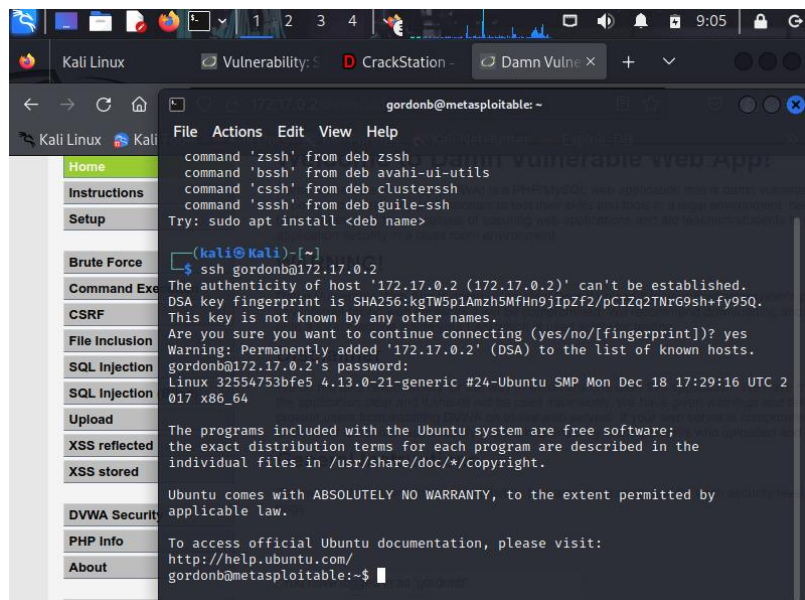 1 2 3 4 9:05
Kali Linux Vulnerability: S CrackStation - Damn Vulne
gordonb@metasploitable: ~
Kali Linux Kali
File Actions Edit View Help
Home
Instructions
Setup
Brute Force
Command Exe
CSRF
File Inclusion
SQL Injection
SQL Injection
Upload
XSS reflected
XSS stored
DVWA Security
PHP Info
About
command 'zssh' from deb zssh
command 'bssh' from deb avahi-ui-utils
command 'cssh' from deb clusterssh
command 'sssh' from deb guile-ssh
Try: sudo apt install <deb name>
(kali㉿Kali)-[~]
$ ssh gordonb@172.17.0.2
The authenticity of host '172.17.0.2 (172.17.0.2)' can't be established.
DSA key fingerprint is SHA256:kgTW5p1Amzh5MfHn9jIpZf2/pCIZq2TNrG9sh+fy95Q.
This key is not known by any other names.
Are you sure you want to continue connecting (yes/no/[fingerprint])? yes
Warning: Permanently added '172.17.0.2' (DSA) to the list of known hosts.
gordonb@172.17.0.2's password:
Linux 32554753bfe5 4.13.0-21-generic #24-Ubuntu SMP Mon Dec 18 17:29:16 UTC 2
017 x86_64
The programs included with the Ubuntu system are free software;
the exact distribution terms for each program are described in the
individual files in /usr/share/doc/*/copyright.
Ubuntu comes with ABSOLUTELY NO WARRANTY, to the extent permitted by
applicable law.
To access official Ubuntu documentation, please visit:
http://help.ubuntu.com/
gordonb@metasploitable:~$